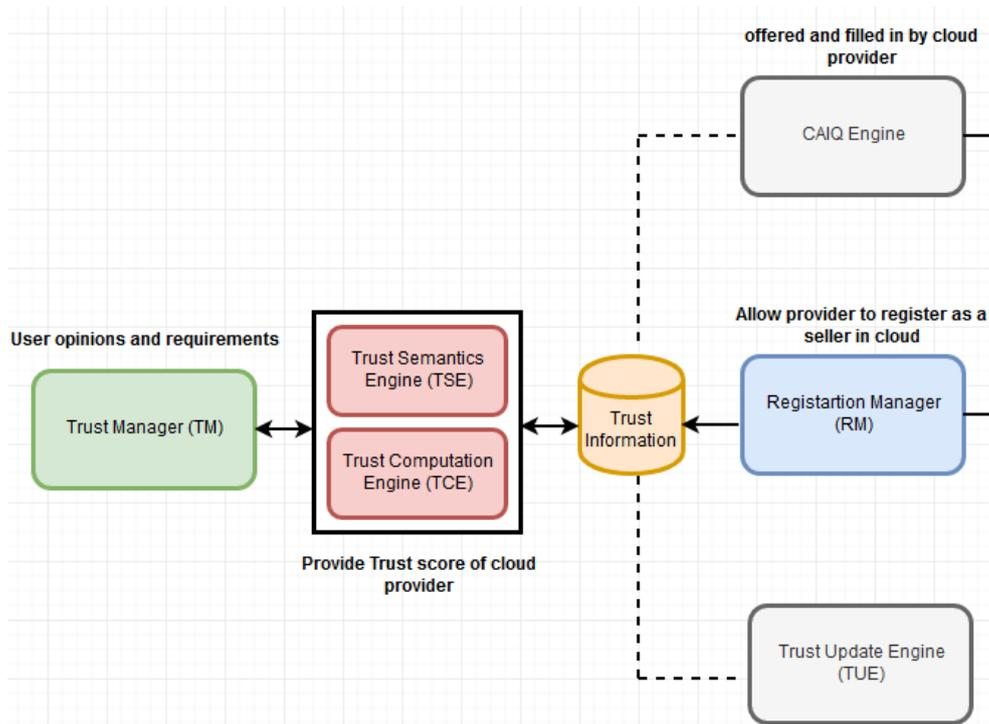 offered and filled in by cloud
provider
CAIQ Engine
User opinions and requirements
Trust Manager (TM)
Trust Semantics
Engine (TSE)
Trust Computation
Engine (TCE)
Provide Trust score of cloud
provider
Trust
Information
Allow provider to register as a
seller in cloud
Registartion Manager
(RM)
Trust Update Engine
(TUE)